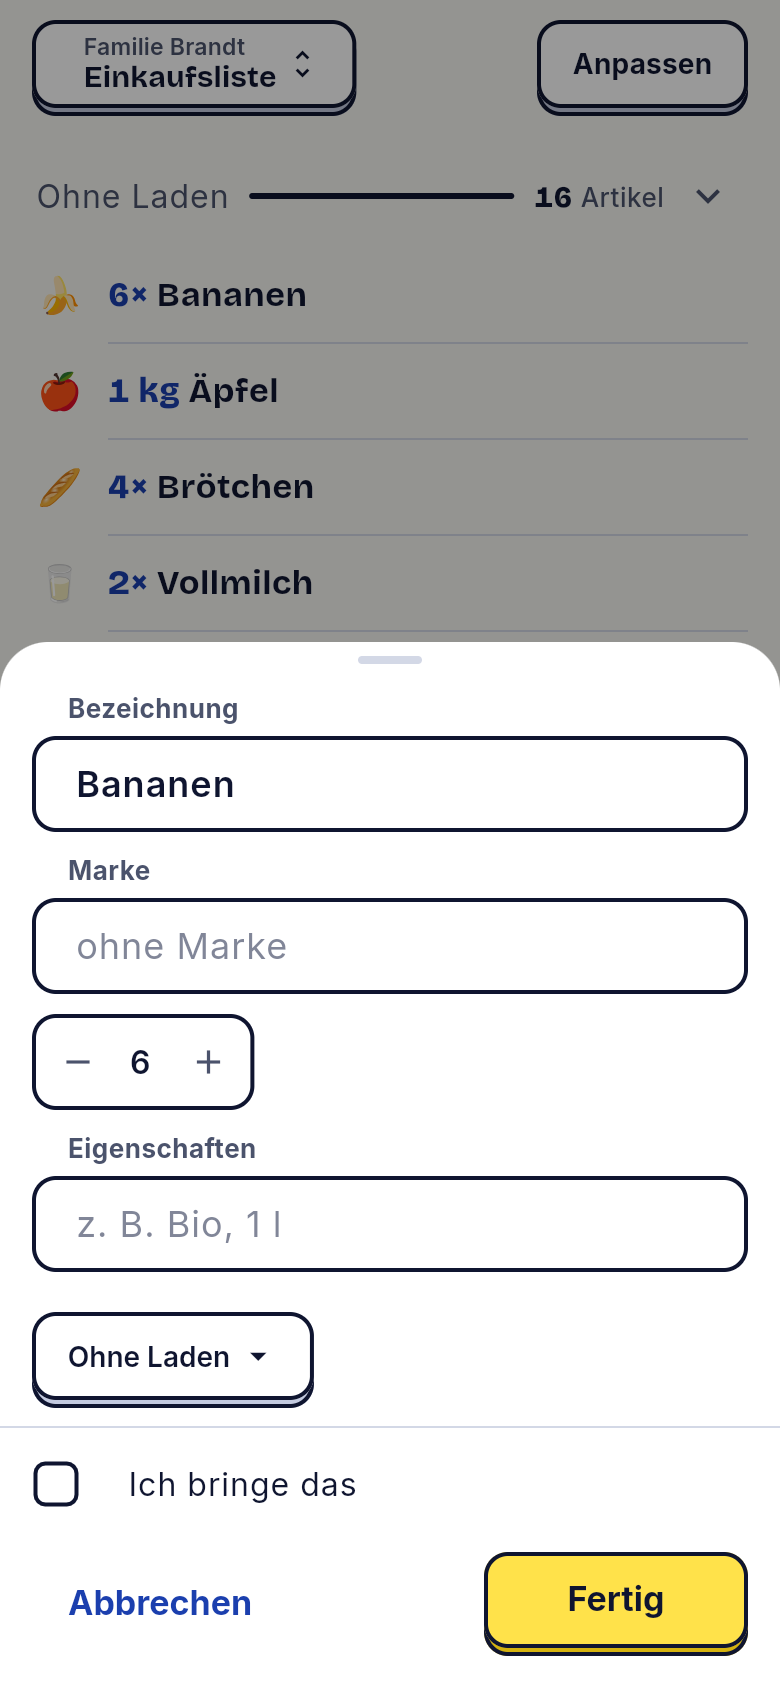 Familie Brandt
Einkaufsliste
Anpassen
Ohne Laden 16 Artikel
6× Bananen
1 kg Äpfel
4× Brötchen
2× Vollmilch
Bezeichnung
Bananen
Marke
ohne Marke
− 6 +
Eigenschaften
z. B. Bio, 1 l
Ohne Laden
Ich bringe das
Abbrechen
Fertig